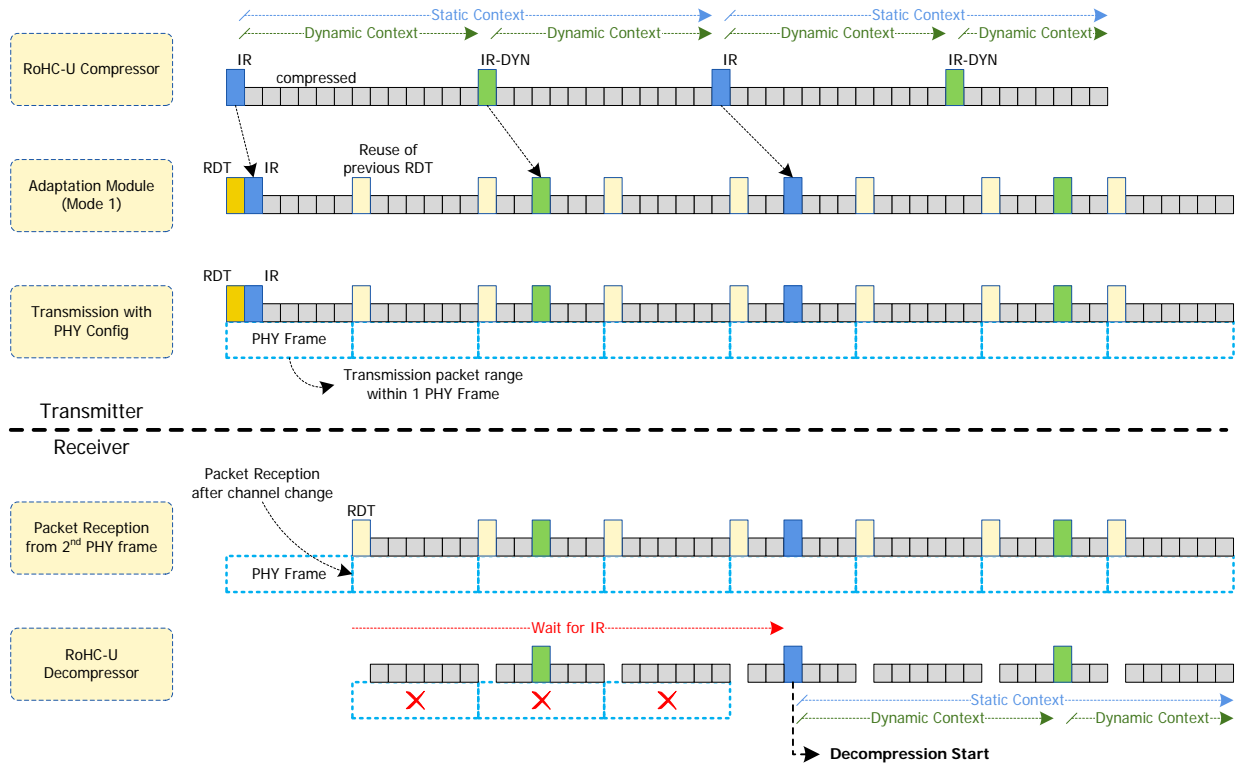 Static Context
Static Context
Dynamic Context
Dynamic Context
Dynamic Context
Dynamic Context
RoHC-U Compressor
IR
compressed
IR-DYN
IR
IR-DYN
Adaptation Module
(Mode 1)
RDT
IR
Reuse of
previous RDT
Transmission with
PHY Config
RDT
IR
PHY Frame
Transmission packet range
within 1 PHY Frame
Transmitter
Receiver
Packet Reception
after channel change
Packet Reception
from 2nd PHY frame
RDT
PHY Frame
Wait for IR
RoHC-U
Decompressor
Static Context
Dynamic Context
Dynamic Context
Decompression Start